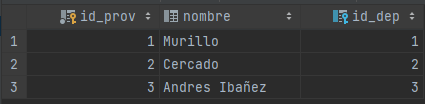 id_prov nombre id_dep
1 1 Murillo 1
2 2 Cercado 2
3 3 Andres Ibañez 3